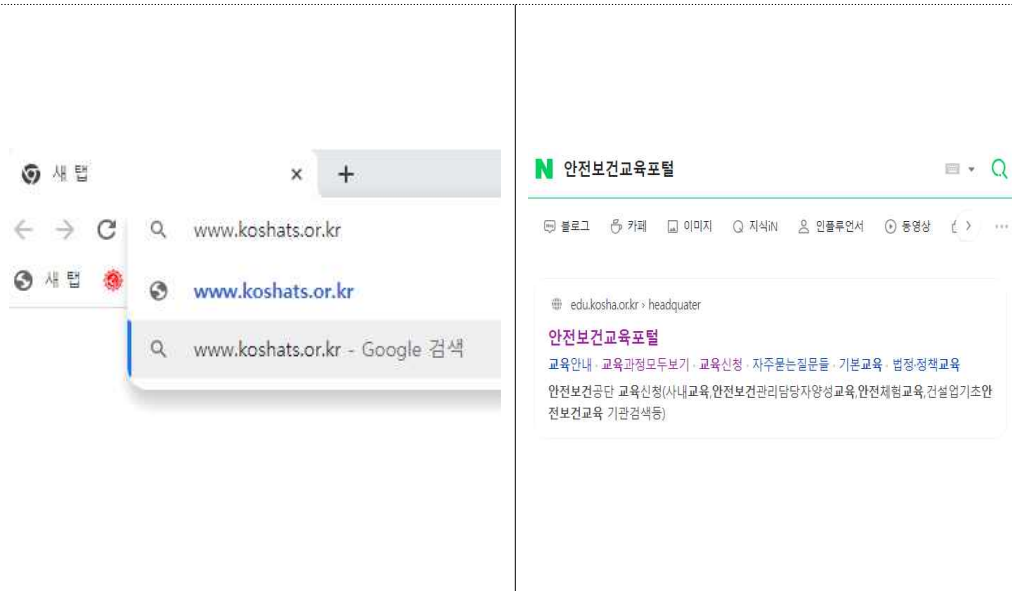 새 탭
www.koshats.or.kr
새 탭
www.koshats.or.kr
www.koshats.or.kr - Google 검색
N 안전보건교육포털
블로그 카페 이미지 지식iN 인플루언서 동영상
edu.kosha.or.kr › headquater
안전보건교육포털
교육안내 · 교육과정모두보기 · 교육신청 · 자주묻는질문들 · 기본교육 · 법정·정책교육
안전보건공단 교육신청(사내교육,안전보건관리담당자양성교육,안전체험교육,건설업기초안
전보건교육 기관검색등)